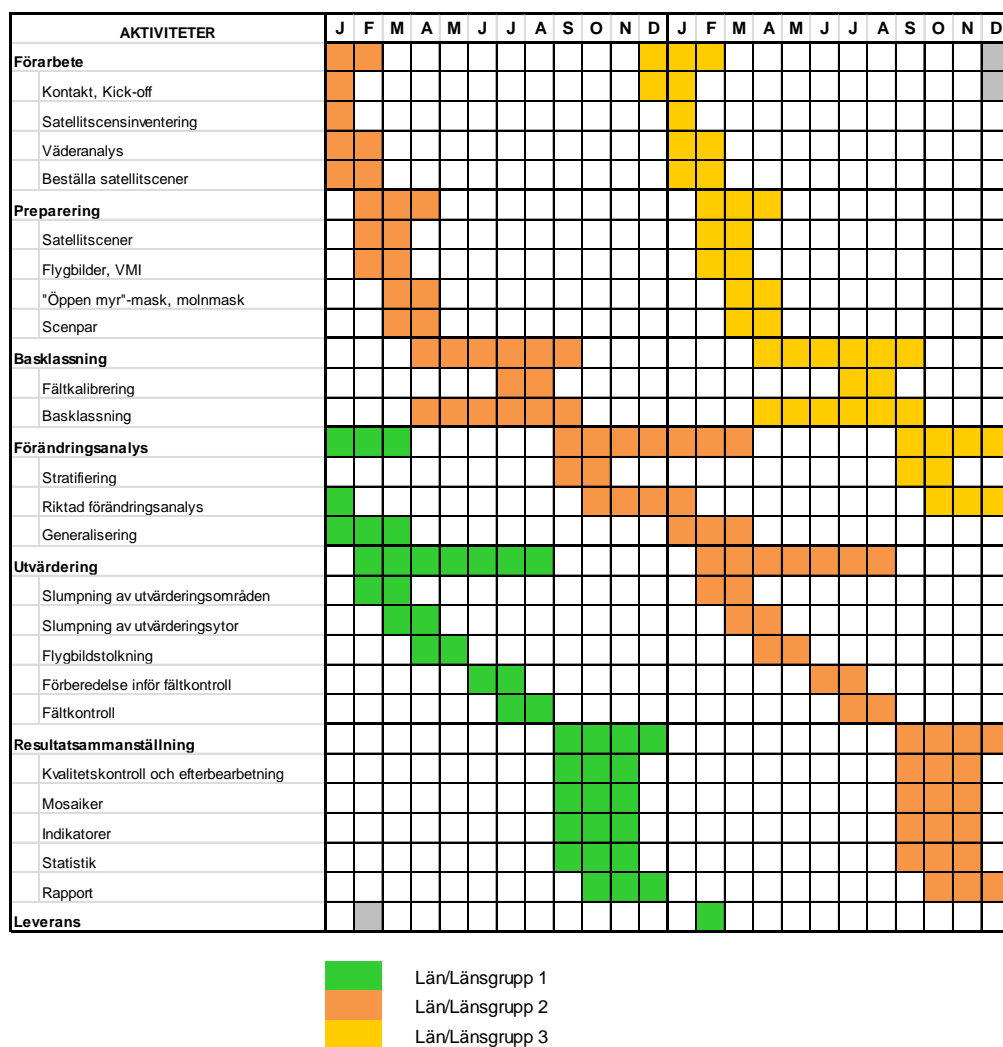 AKTIVITETER J F M A M J J A S O N D J F M A M J J A S O N D
Förarbete
Kontakt, Kick-off
Satellitscensinventering
Väderanalys
Beställa satellitscener
Preparering
Satellitscener
Flygbilder, VMI
"Öppen myr"-mask, molnmask
Scenpar
Basklassning
Fältkalibrering
Basklassning
Förändringsanalys
Stratifiering
Riktad förändringsanalys
Generalisering
Utvärdering
Slumpning av utvärderingsområden
Slumpning av utvärderingsytor
Flygbildstolkning
Förberedelse inför fältkontroll
Fältkontroll
Resultatsammanställning
Kvalitetskontroll och efterbearbetning
Mosaiker
Indikatorer
Statistik
Rapport
Leverans
Län/Länsgrupp 1
Län/Länsgrupp 2
Län/Länsgrupp 3